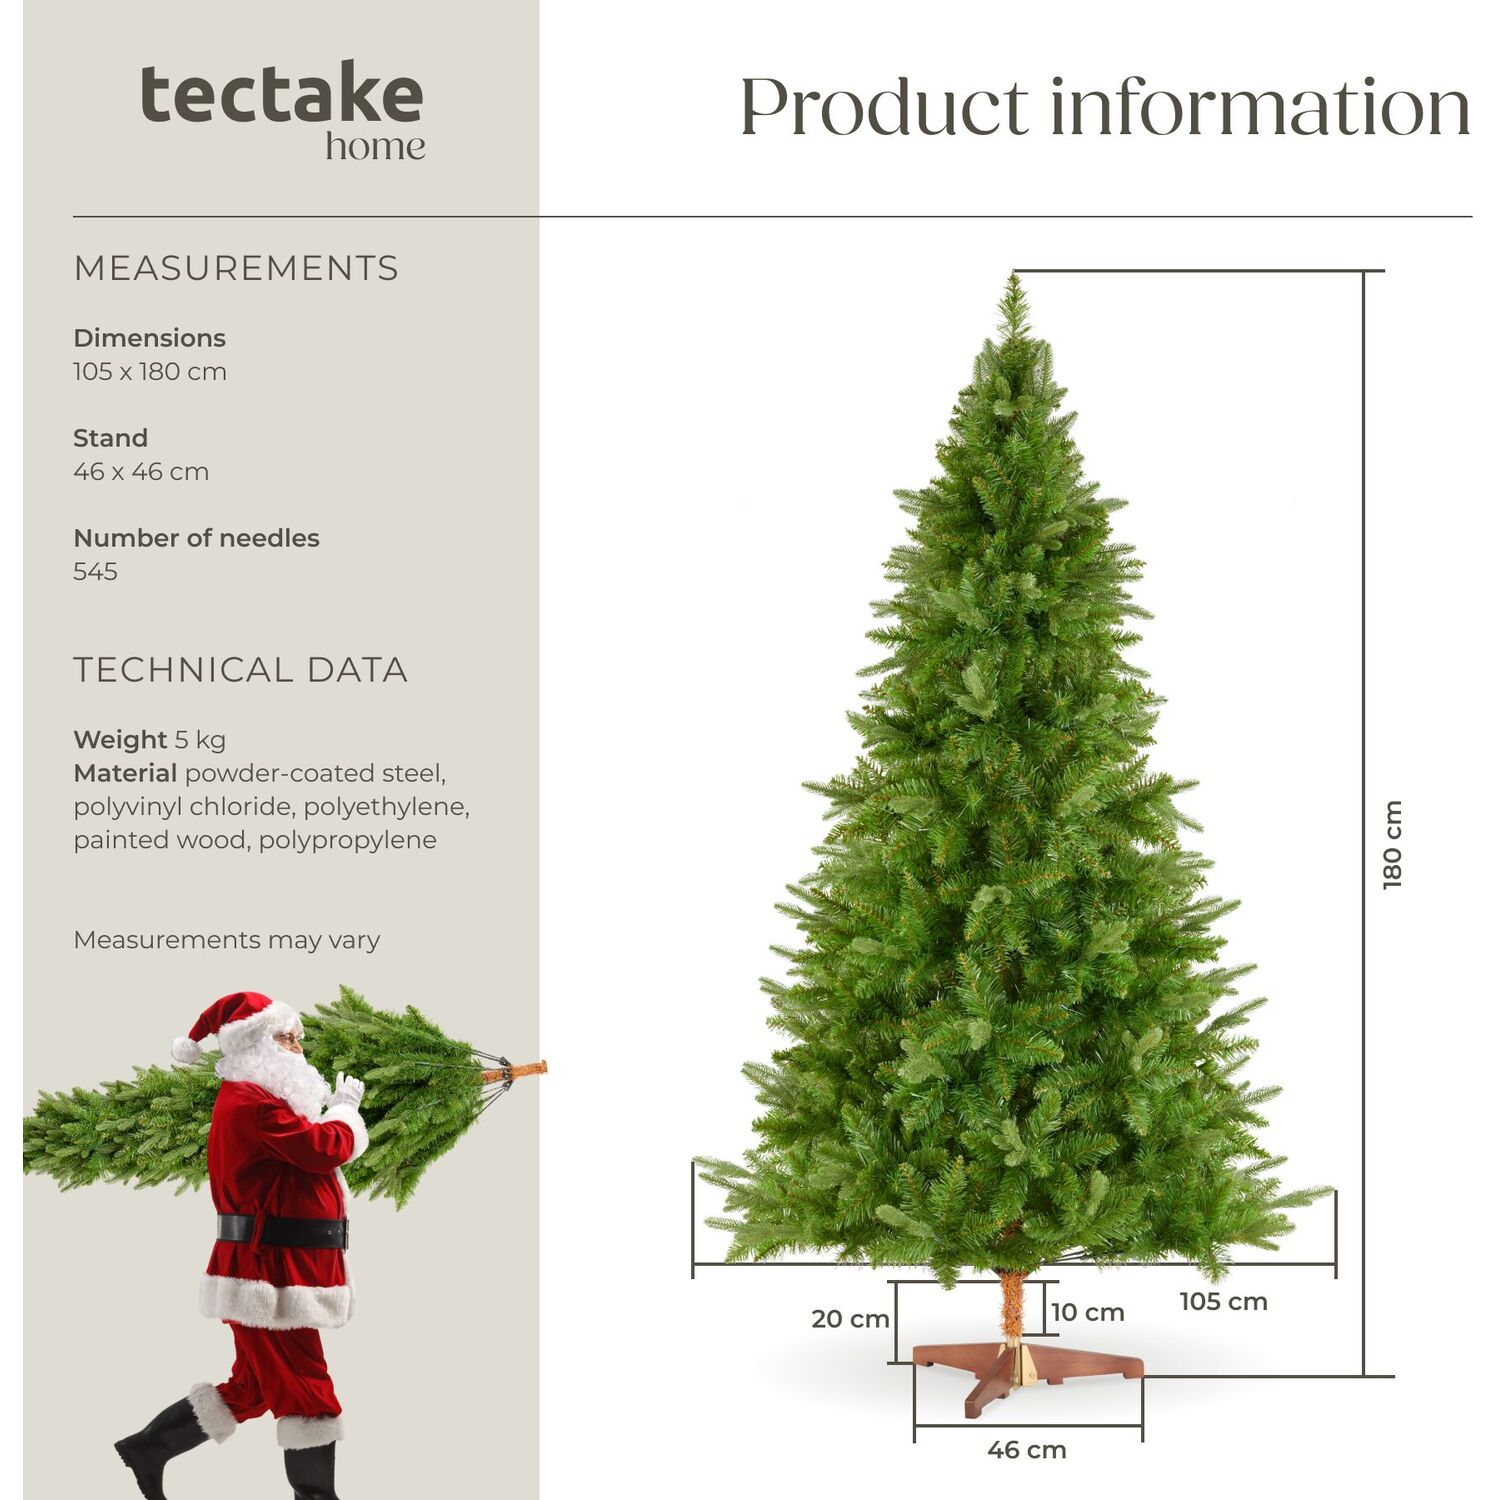 tectake
home
Product information
MEASUREMENTS
Dimensions
105 x 180 cm
Stand
46 x 46 cm
Number of needles
545
TECHNICAL DATA
Weight 5 kg
Material powder-coated steel,
polyvinyl chloride, polyethylene,
painted wood, polypropylene
Measurements may vary
180 cm
105 cm
20 cm
10 cm
46 cm